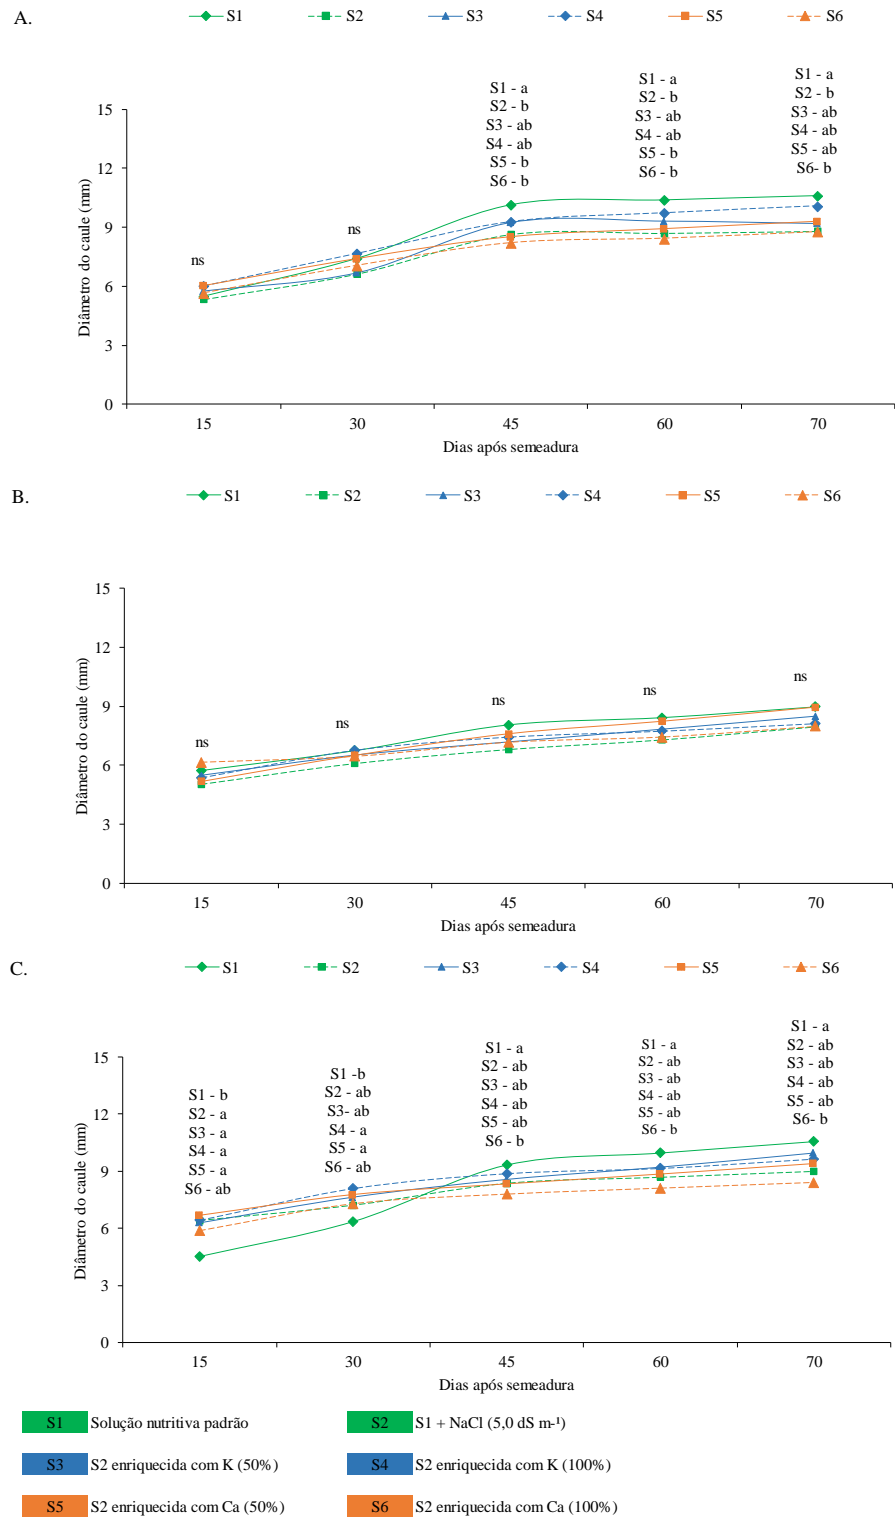 A.
S1 S2 S3 S4 S5 S6
S1 - a
S2 - b
S3 - ab
S4 - ab
S5 - b
S6 - b
S1 - a
S2 - b
S3 - ab
S4 - ab
S5 - b
S6 - b
S1 - a
S2 - b
S3 - ab
S4 - ab
S5 - ab
S6- b
ns
ns
15
12
9
6
3
0
Diâmetro do caule (mm)
15 30 45 60 70
Dias após semeadura
B.
S1 S2 S3 S4 S5 S6
ns
ns
ns
ns
ns
15
12
9
6
3
0
Diâmetro do caule (mm)
15 30 45 60 70
Dias após semeadura
C.
S1 S2 S3 S4 S5 S6
S1 - b
S2 - a
S3 - a
S4 - a
S5 - a
S6 - ab
S1 -b
S2 - ab
S3- ab
S4 - a
S5 - a
S6 - ab
S1 - a
S2 - ab
S3 - ab
S4 - ab
S5 - ab
S6 - b
S1 - a
S2 - ab
S3 - ab
S4 - ab
S5 - ab
S6 - b
S1 - a
S2 - ab
S3 - ab
S4 - ab
S5 - ab
S6- b
15
12
9
6
3
0
Diâmetro do caule (mm)
15 30 45 60 70
Dias após semeadura
S1 Solução nutritiva padrão
S2 S1 + NaCl (5,0 dS m⁻¹)
S3 S2 enriquecida com K (50%)
S4 S2 enriquecida com K (100%)
S5 S2 enriquecida com Ca (50%)
S6 S2 enriquecida com Ca (100%)